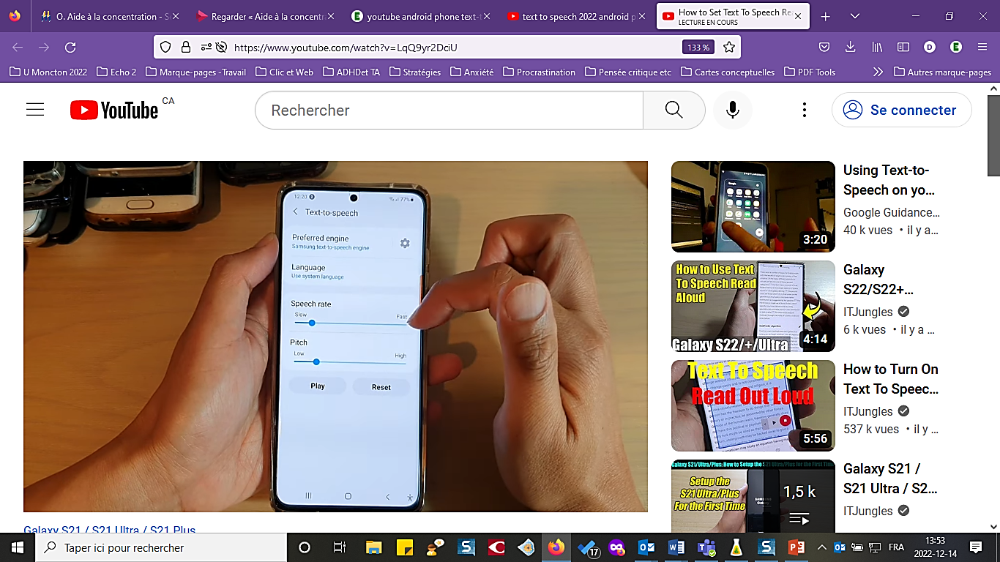 O. Aide à la concentration - S
Regarder « Aide à la concentra
youtube android phone text-t
text to speech 2022 android p
How to Set Text To Speech Re
LECTURE EN COURS
https://www.youtube.com/watch?v=LqQ9yr2DciU
133 %
U Moncton 2022
Echo 2
Marque-pages -Travail
Clic et Web
ADHDet TA
Stratégies
Anxiété
Procrastination
Pensée critique etc
Cartes conceptuelles
PDF Tools
Autres marque-pages
YouTube CA
Rechercher
Se connecter
12:20
77%
Text-to-speech
Preferred engine
Samsung text-to-speech engine
Language
Use system language
Speech rate
Slow
Fast
Pitch
Low
High
Play
Reset
Galaxy S21 / S21 Ultra / S21 Plus
3:20
Using Text-to-
Speech on yo...
Google Guidance...
40 k vues • il y a...
How to Use Text
To Speech Read
Aloud
Galaxy S22/+/Ultra
4:14
Galaxy
S22/S22+...
ITJungles
6 k vues • il y a ...
Text To Speech
Read Out Loud
5:56
How to Turn On
Text To Speec...
ITJungles
537 k vues • il y ...
Galaxy S21/Ultra/Plus: How to Setup the S21 Ultra/Plus for the First Time
Setup the
S21 Ultra/Plus
For the First Time
1,5 k
Galaxy S21 /
S21 Ultra / S2...
ITJungles
Taper ici pour rechercher
17
FRA
13:53
2022-12-14